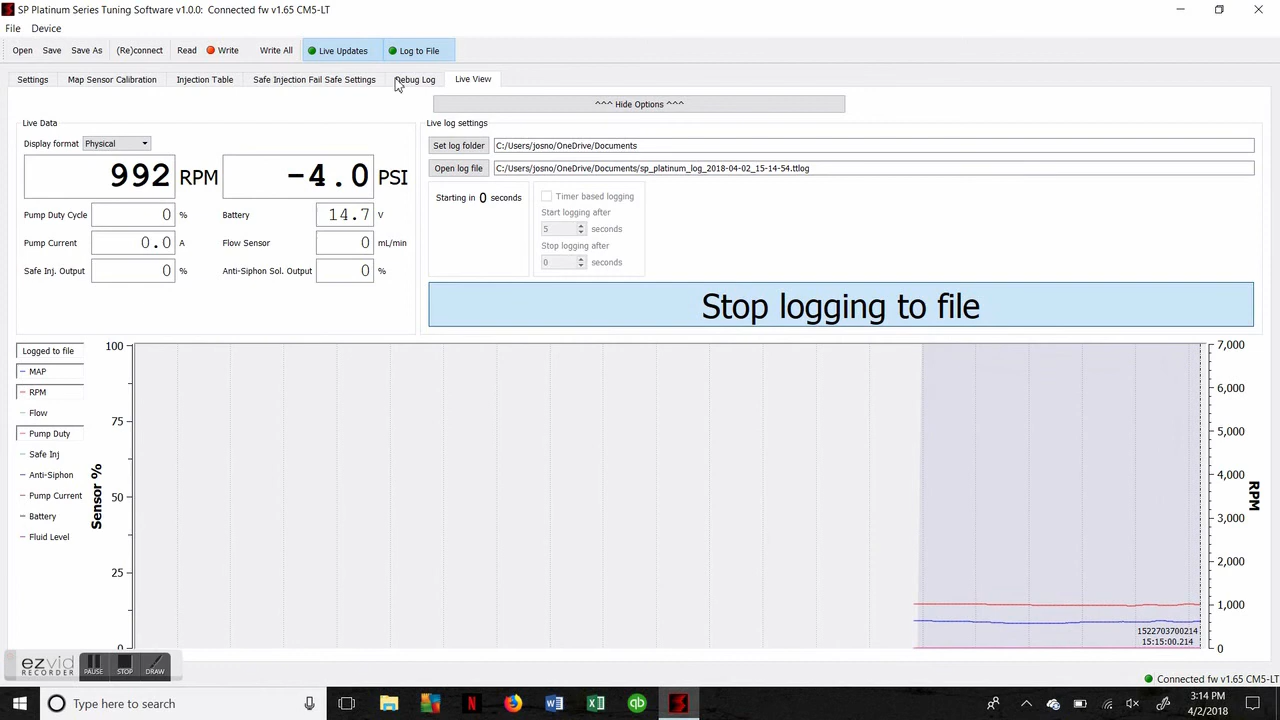 SP Platinum Series Tuning Software v1.0.0: Connected fw v1.65 CM5-LT
File Device
Open Save Save As (Re)connect Read Write Write All Live Updates Log to File
Settings Map Sensor Calibration Injection Table Safe Injection Fail Safe Settings Debug Log Live View
^^^ Hide Options ^^^
Live Data
Display format Physical
992 RPM -4.0 PSI
Pump Duty Cycle 0 % Battery 14.7 V
Pump Current 0.0 A Flow Sensor 0 mL/min
Safe Inj. Output 0 % Anti-Siphon Sol. Output 0 %
Live log settings
Set log folder C:/Users/josno/OneDrive/Documents
Open log file C:/Users/josno/OneDrive/Documents/sp_platinum_log_2018-04-02_15-14-54.ttlog
Starting in 0 seconds
Timer based logging
Start logging after
5 seconds
Stop logging after
0 seconds
Stop logging to file
Logged to file
MAP
RPM
Flow
Pump Duty
Safe Inj
Anti-Siphon
Pump Current
Battery
Fluid Level
Sensor %
100
75
50
25
0
7,000
6,000
5,000
4,000
3,000
2,000
1,000
0
RPM
1522703700214
15:15:00.214
ezvid
RECORDER
PAUSE STOP DRAW
Connected fw v1.65 CM5-LT
Type here to search
3:14 PM
4/2/2018